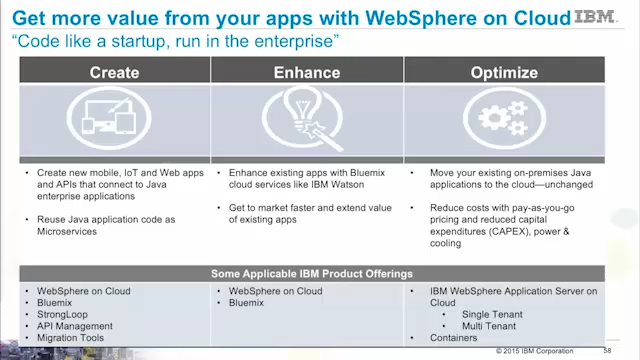 Get more value from your apps with WebSphere on Cloud
IBM
“Code like a startup, run in the enterprise”
Create
Enhance
Optimize
• Create new mobile, IoT and Web apps
and APIs that connect to Java
enterprise applications
• Reuse Java application code as
Microservices
• Enhance existing apps with Bluemix
cloud services like IBM Watson
• Get to market faster and extend value
of existing apps
• Move your existing on-premises Java
applications to the cloud—unchanged
• Reduce costs with pay-as-you-go
pricing and reduced capital
expenditures (CAPEX), power &
cooling
Some Applicable IBM Product Offerings
• WebSphere on Cloud
• Bluemix
• StrongLoop
• API Management
• Migration Tools
• WebSphere on Cloud
• Bluemix
• IBM WebSphere Application Server on
Cloud
• Single Tenant
• Multi Tenant
• Containers
© 2015 IBM Corporation
58